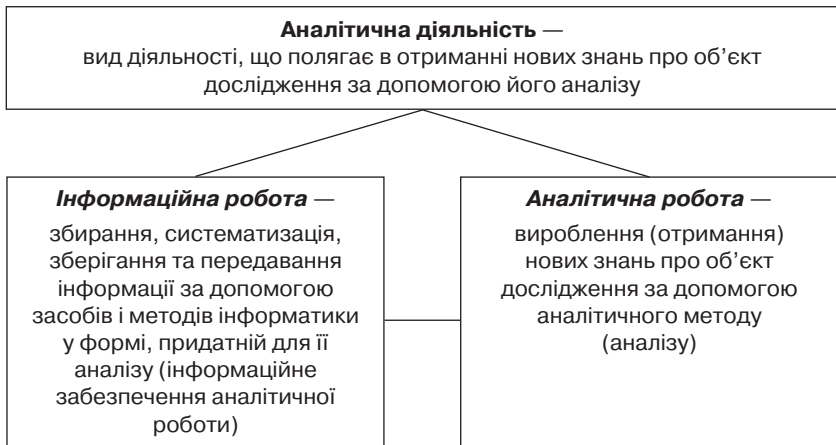 Аналітична діяльність —
вид діяльності, що полягає в отриманні нових знань про об’єкт
дослідження за допомогою його аналізу
Інформаційна робота —
збирання, систематизація,
зберігання та передавання
інформації за допомогою
засобів і методів інформатики
у формі, придатній для її
аналізу (інформаційне
забезпечення аналітичної
роботи)
Аналітична робота —
вироблення (отримання)
нових знань про об’єкт
дослідження за допомогою
аналітичного методу
(аналізу)